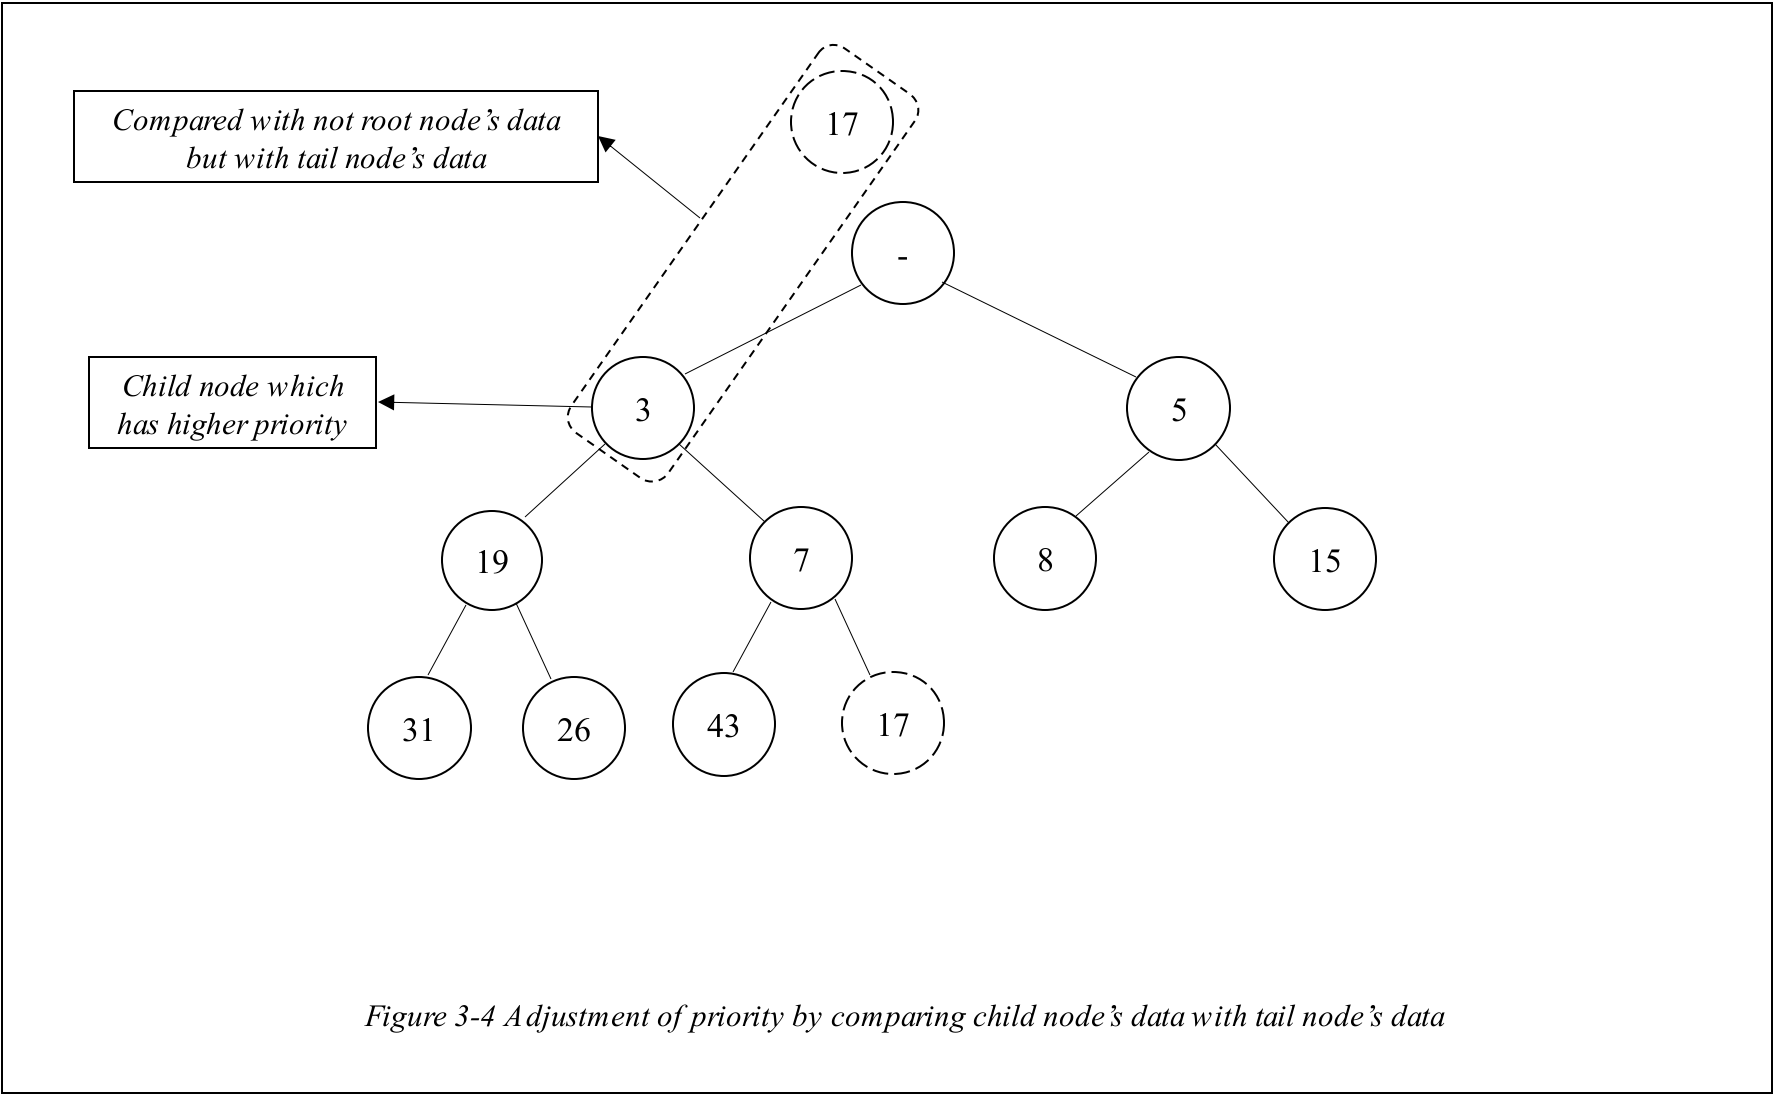 17
Compared with not root node’s data
but with tail node’s data
-
Child node which
has higher priority
3
5
19
7
8
15
31
26
43
17
Figure 3-4 Adjustment of priority by comparing child node’s data with tail node’s data